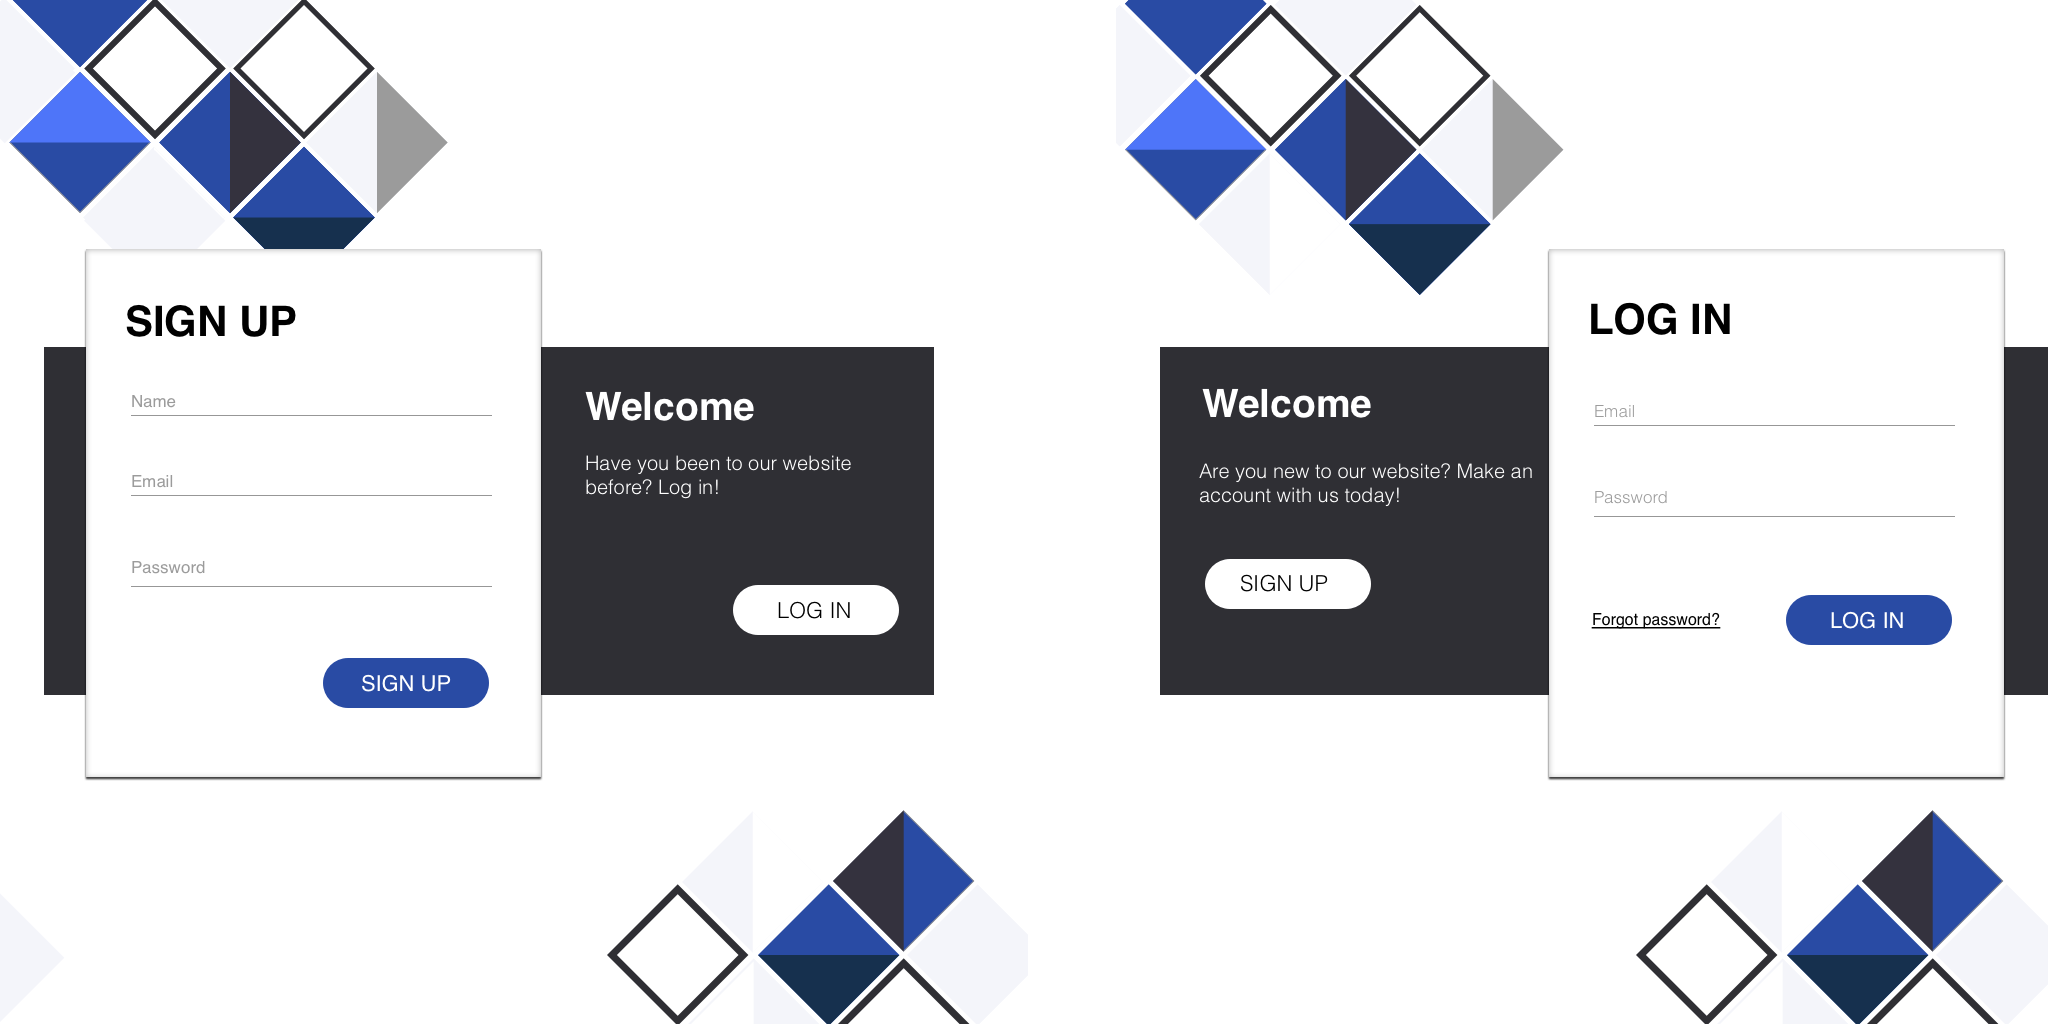 SIGN UP
Name
Email
Password
SIGN UP
Welcome
Have you been to our website
before? Log in!
LOG IN
Welcome
Are you new to our website? Make an
account with us today!
SIGN UP
LOG IN
Email
Password
Forgot password?
LOG IN